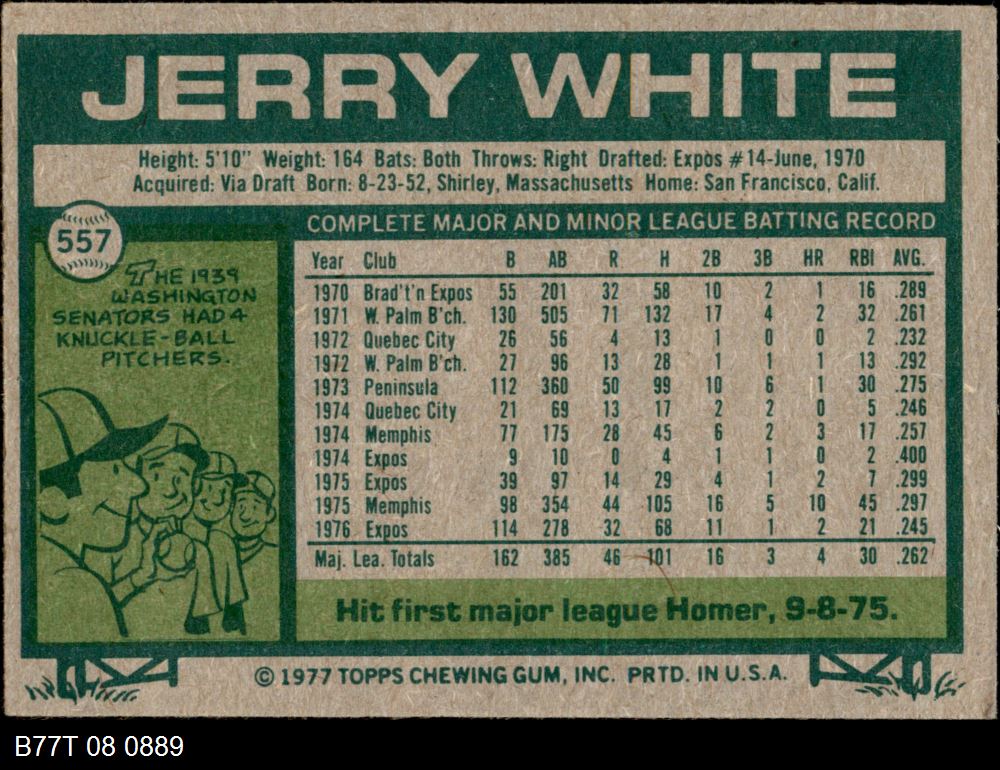 JERRY WHITE
Height: 5'10" Weight: 164 Bats: Both Throws: Right Drafted: Expos #14-June, 1970
Acquired: Via Draft Born: 8-23-52, Shirley, Massachusetts Home: San Francisco, Calif.
557
THE 1939
WASHINGTON
SENATORS HAD 4
KNUCKLE-BALL
PITCHERS.
COMPLETE MAJOR AND MINOR LEAGUE BATTING RECORD
Year Club B AB R H 2B 3B HR RBI AVG.
1970 Brad't'n Expos 55 201 32 58 10 2 1 16 .289
1971 W. Palm B'ch. 130 505 71 132 17 4 2 32 .261
1972 Quebec City 26 56 4 13 1 0 0 2 .232
1972 W. Palm B'ch. 27 96 13 28 1 1 1 13 .292
1973 Peninsula 112 360 50 99 10 6 1 30 .275
1974 Quebec City 21 69 13 17 2 2 0 5 .246
1974 Memphis 77 175 28 45 6 2 3 17 .257
1974 Expos 9 10 0 4 1 1 0 2 .400
1975 Expos 39 97 14 29 4 1 2 7 .299
1975 Memphis 98 354 44 105 16 5 10 45 .297
1976 Expos 114 278 32 68 11 1 2 21 .245
Maj. Lea. Totals 162 385 46 101 16 3 4 30 .262
Hit first major league Homer, 9-8-75.
© 1977 TOPPS CHEWING GUM, INC. PRTD. IN U.S.A.
B77T 08 0889